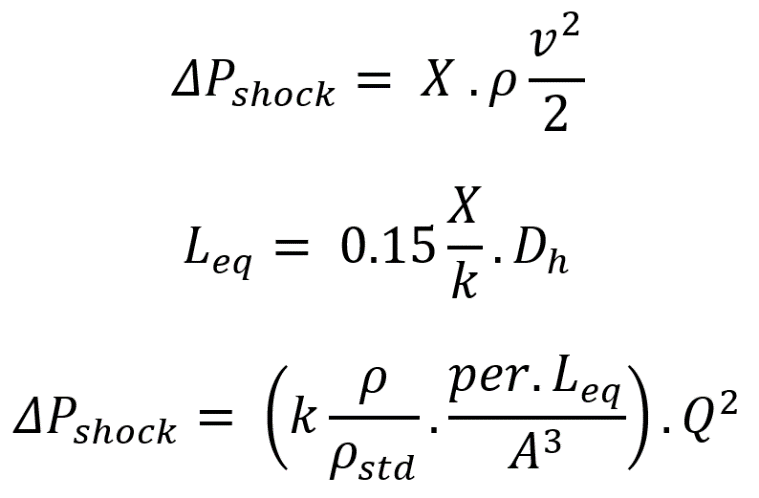 ΔP_shock = X . ρ v²/2
L_eq = 0.15 X/k . D_h
ΔP_shock = (k ρ/ρ_std . per. L_eq/A³) . Q²